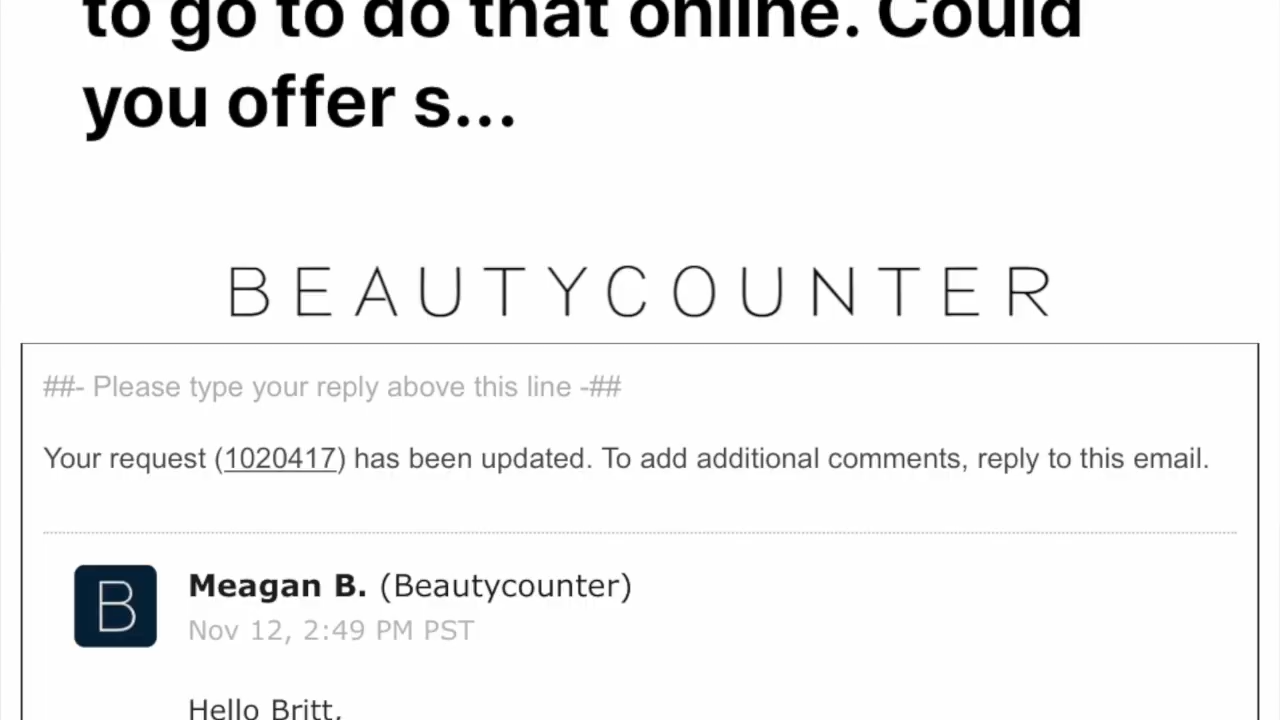 to go to do that online. Could
you offer s...
BEAUTYCOUNTER
##- Please type your reply above this line -##
Your request (1020417) has been updated. To add additional comments, reply to this email.
B
Meagan B. (Beautycounter)
Nov 12, 2:49 PM PST
Hello Britt,